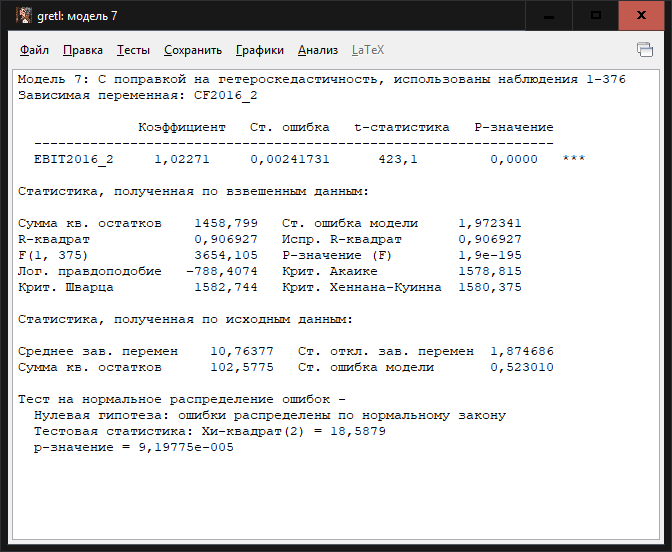 gretl: модель 7
Файл Правка Тесты Сохранить Графики Анализ LaTeX
Модель 7: С поправкой на гетероскедастичность, использованы наблюдения 1-376
Зависимая переменная: CF2016_2
Коэффициент Ст. ошибка t-статистика P-значение
EBIT2016_2 1,02271 0,00241731 423,1 0,0000 ***
Статистика, полученная по взвешенным данным:
Сумма кв. остатков 1458,799 Ст. ошибка модели 1,972341
R-квадрат 0,906927 Испр. R-квадрат 0,906927
F(1, 375) 3654,105 Р-значение (F) 1,9e-195
Лог. правдоподобие -788,4074 Крит. Акаике 1578,815
Крит. Шварца 1582,744 Крит. Хеннана-Куинна 1580,375
Статистика, полученная по исходным данным:
Среднее зав. перемен 10,76377 Ст. откл. зав. перемен 1,874686
Сумма кв. остатков 102,5775 Ст. ошибка модели 0,523010
Тест на нормальное распределение ошибок -
Нулевая гипотеза: ошибки распределены по нормальному закону
Тестовая статистика: Хи-квадрат(2) = 18,5879
р-значение = 9,19775e-005